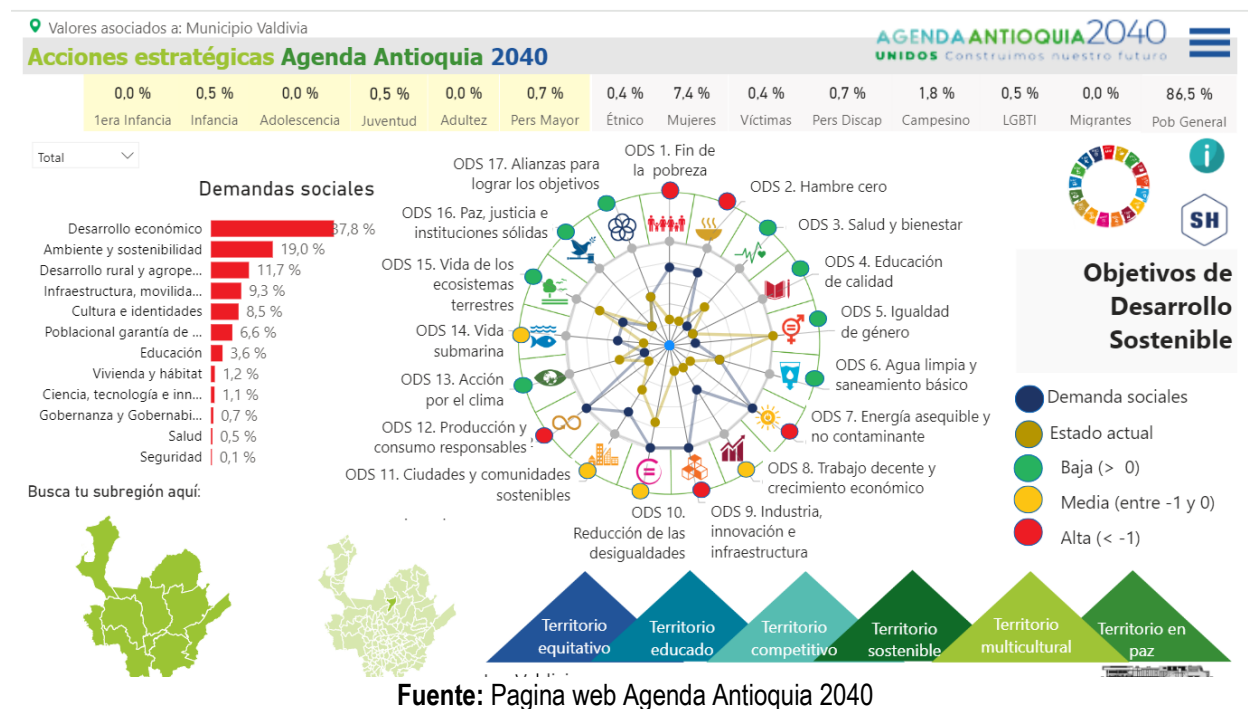 Valores asociados a: Municipio Valdivia
Acciones estratégicas Agenda Antioquia 2040
AGENDA ANTIOQUIA 2040
UNIDOS Construimos nuestro futuro
0,0 % 0,5 % 0,0 % 0,5 % 0,0 % 0,7 % 0,4 % 7,4 % 0,4 % 0,7 % 1,8 % 0,5 % 0,0 % 86,5 %
1era Infancia Infancia Adolescencia Juventud Adultez Pers Mayor Étnico Mujeres Víctimas Pers Discap Campesino LGBTI Migrantes Pob General
Total
Demandas sociales
Desarrollo económico 37,8 %
Ambiente y sostenibilidad 19,0 %
Desarrollo rural y agrope... 11,7 %
Infraestructura, movilida... 9,3 %
Cultura e identidades 8,5 %
Poblacional garantía de ... 6,6 %
Educación 3,6 %
Vivienda y hábitat 1,2 %
Ciencia, tecnología e inn... 1,1 %
Gobernanza y Gobernabi... 0,7 %
Salud 0,5 %
Seguridad 0,1 %
Busca tu subregión aquí:
ODS 1. Fin de
la pobreza
ODS 2. Hambre cero
ODS 3. Salud y bienestar
ODS 4. Educación
de calidad
ODS 5. Igualdad
de género
ODS 6. Agua limpia y
saneamiento básico
ODS 7. Energía asequible y
no contaminante
ODS 8. Trabajo decente y
crecimiento económico
ODS 9. Industria,
innovación e
infraestructura
ODS 10.
Reducción de las
desigualdades
ODS 11. Ciudades y comunidades
sostenibles
ODS 12. Producción y
consumo responsables
ODS 13. Acción
por el clima
ODS 14. Vida
submarina
ODS 15. Vida de los
ecosistemas
terrestres
ODS 16. Paz, justicia e
instituciones sólidas
ODS 17. Alianzas para
lograr los objetivos
i
SH
Objetivos de
Desarrollo
Sostenible
Demanda sociales
Estado actual
Baja (> 0)
Media (entre -1 y 0)
Alta (< -1)
Territorio
equitativo
Territorio
educado
Territorio
competitivo
Territorio
sostenible
Territorio
multicultural
Territorio en
paz
Fuente: Pagina web Agenda Antioquia 2040